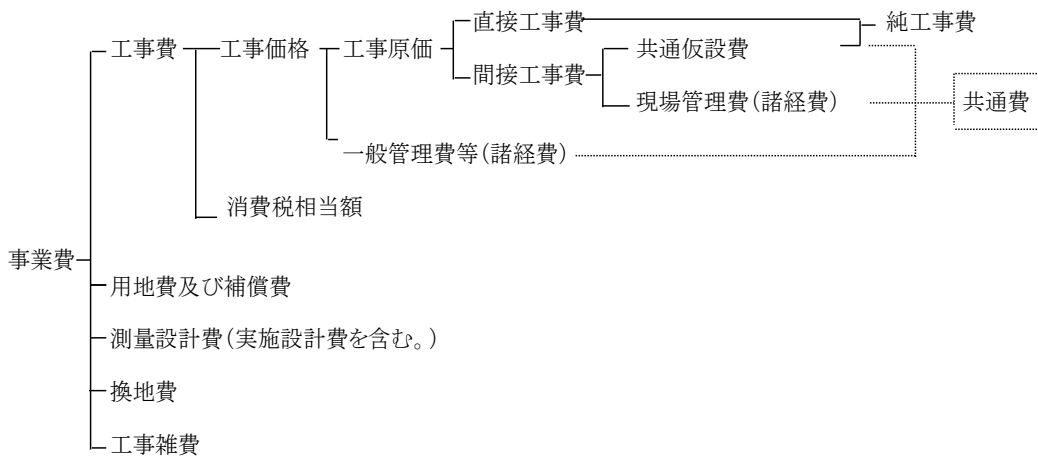 直接工事費 純工事費
工事費 工事価格 工事原価 共通仮設費
間接工事費
現場管理費(諸経費) 共通費
一般管理費等(諸経費)
消費税相当額
事業費
用地費及び補償費
測量設計費(実施設計費を含む。)
換地費
工事雑費